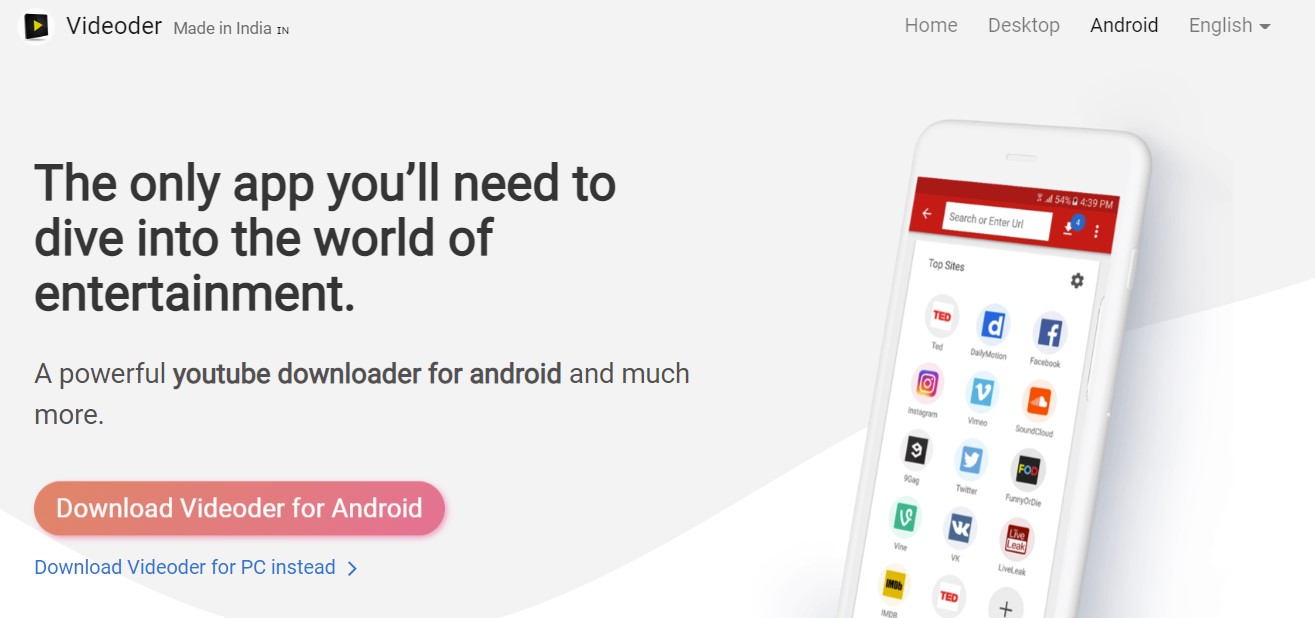 Videoder Made in India IN
Home Desktop Android English
The only app you'll need to
dive into the world of
entertainment.
A powerful youtube downloader for android and much
more.
Download Videoder for Android
Download Videoder for PC instead
54% 4:39 PM
Search or Enter Url
4
Top Sites
TED
Ted
DailyMotion
Facebook
Instagram
Vimeo
SoundCloud
9Gag
Twitter
FOD
FunnyOrDie
Vine
VK
Live
Leak
LiveLeak
IMDb
IMDB
TED